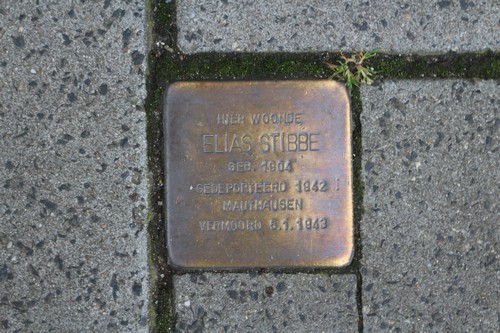 HIER WOONDE
ELIAS STIBBE
GEB. 1904
GEDEPORTEERD 1942
MAUTHAUSEN
VERMOORD 5.1.1943